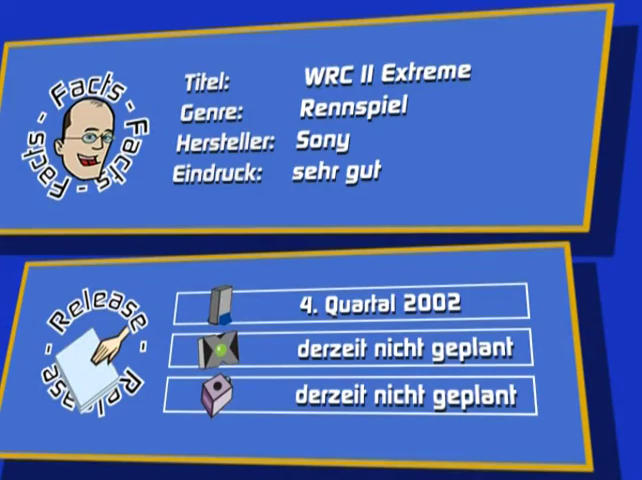 Facts - Facts - Facts -
Titel: WRC II Extreme
Genre: Rennspiel
Hersteller: Sony
Eindruck: sehr gut
Release - Release -
4. Quartal 2002
derzeit nicht geplant
derzeit nicht geplant